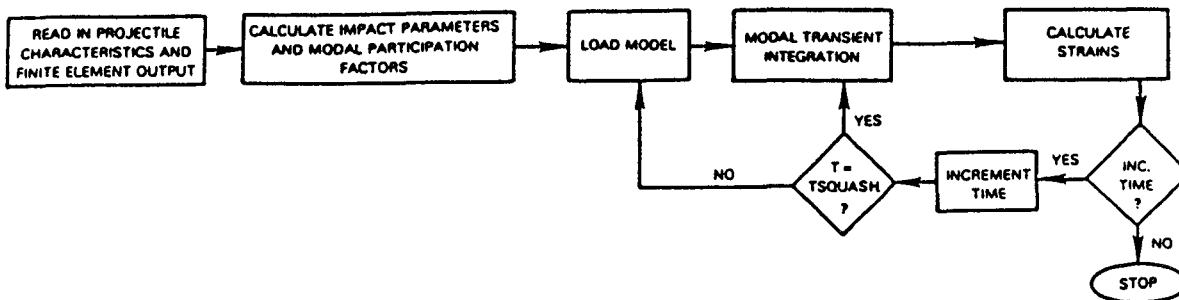 READ IN PROJECTILE
CHARACTERISTICS AND
FINITE ELEMENT OUTPUT
CALCULATE IMPACT PARAMETERS
AND MODAL PARTICIPATION
FACTORS
LOAD MODEL
MODAL TRANSIENT
INTEGRATION
CALCULATE
STRAINS
YES
NO
T =
TSQUASH
?
INCREMENT
TIME
YES
INC.
TIME
?
NO
STOP